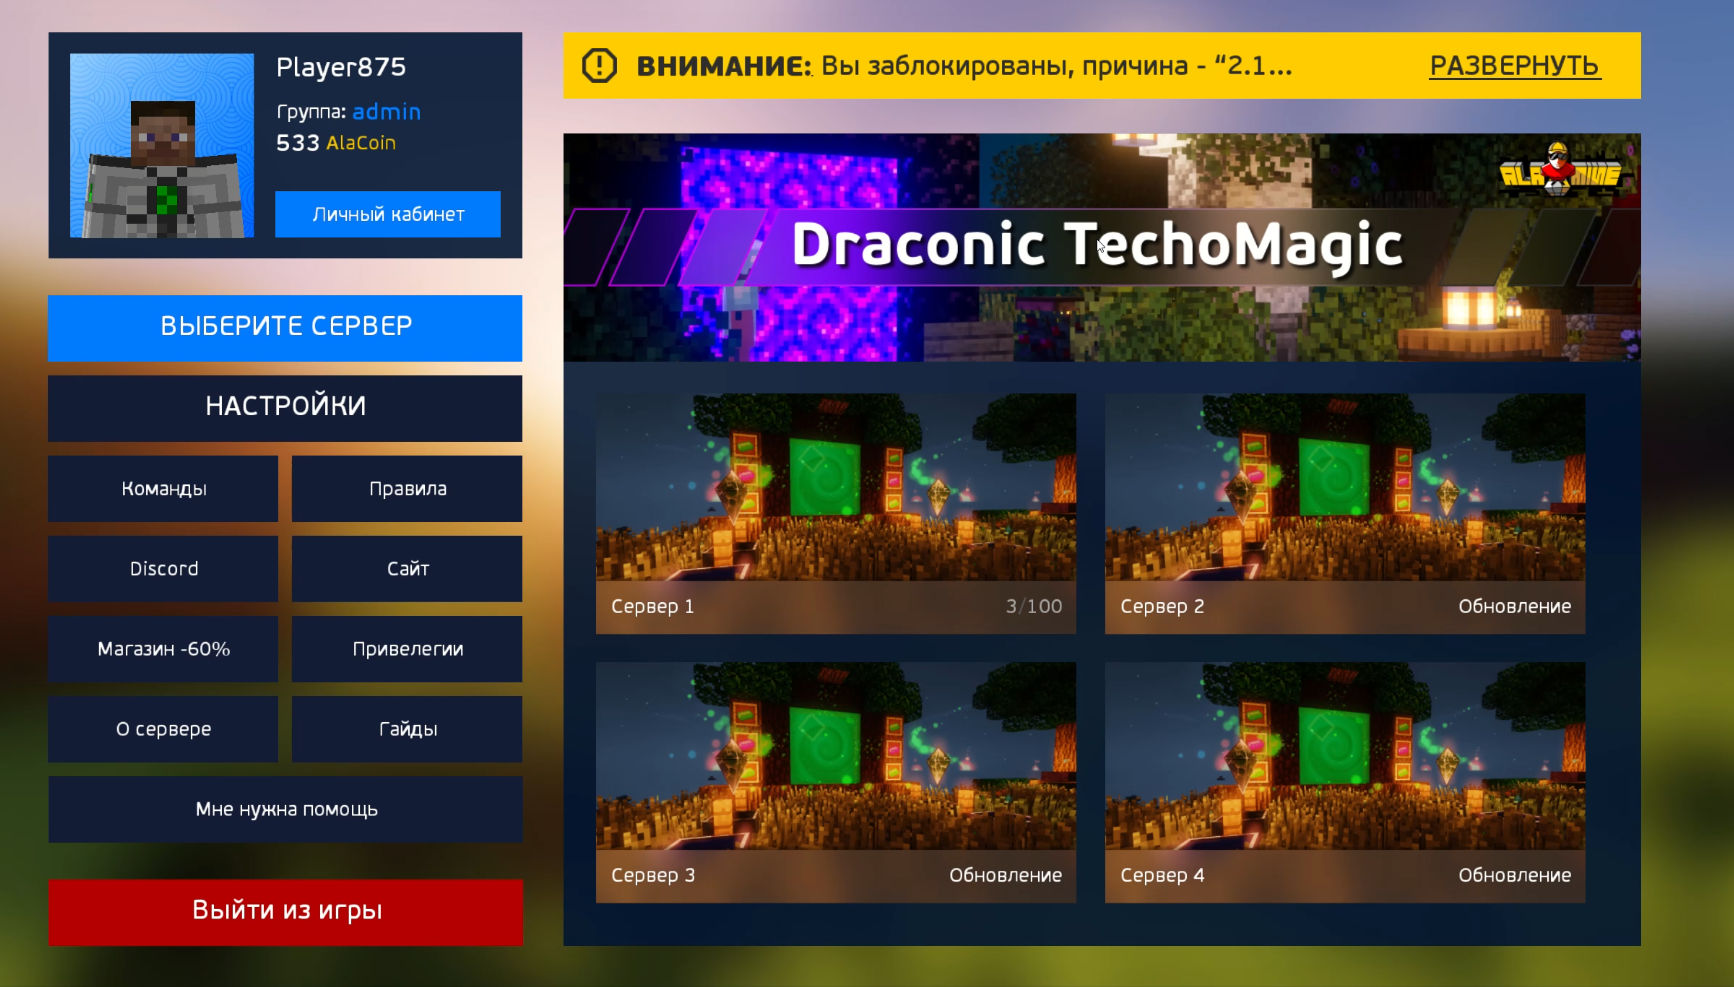 Player875
Группа: admin
533 AlaCoin
Личный кабинет
ВЫБЕРИТЕ СЕРВЕР
НАСТРОЙКИ
Команды
Правила
Discord
Сайт
Магазин -60%
Привелегии
О сервере
Гайды
Мне нужна помощь
Выйти из игры
ВНИМАНИЕ: Вы заблокированы, причина - “2.1...
РАЗВЕРНУТЬ
ALAMINE
Draconic TechoMagic
Сервер 1
3/100
Сервер 2
Обновление
Сервер 3
Обновление
Сервер 4
Обновление